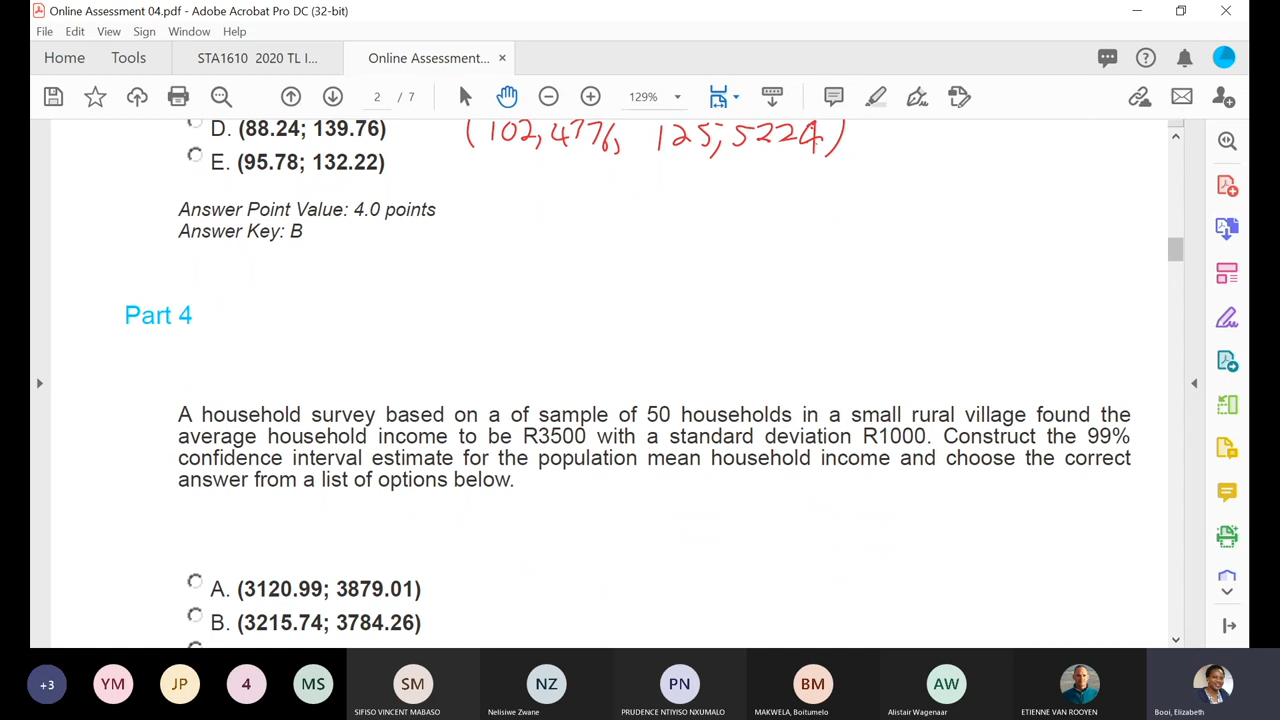 Online Assessment 04.pdf - Adobe Acrobat Pro DC (32-bit)
File Edit View Sign Window Help
Home Tools STA1610 2020 TL I... Online Assessment... ×
2 / 7 129%
D. (88.24; 139.76) (102,4776; 125,5224)
E. (95.78; 132.22)
Answer Point Value: 4.0 points
Answer Key: B
Part 4
A household survey based on a of sample of 50 households in a small rural village found the
average household income to be R3500 with a standard deviation R1000. Construct the 99%
confidence interval estimate for the population mean household income and choose the correct
answer from a list of options below.
A. (3120.99; 3879.01)
B. (3215.74; 3784.26)
+3 YM JP 4 MS SM NZ PN BM AW
SIFISO VINCENT MABASO Nelisiwe Zwane PRUDENCE NTIYISO NXUMALO MAKWELA, Boitumelo Alistair Wagenaar ETIENNE VAN ROOYEN Booi, Elizabeth